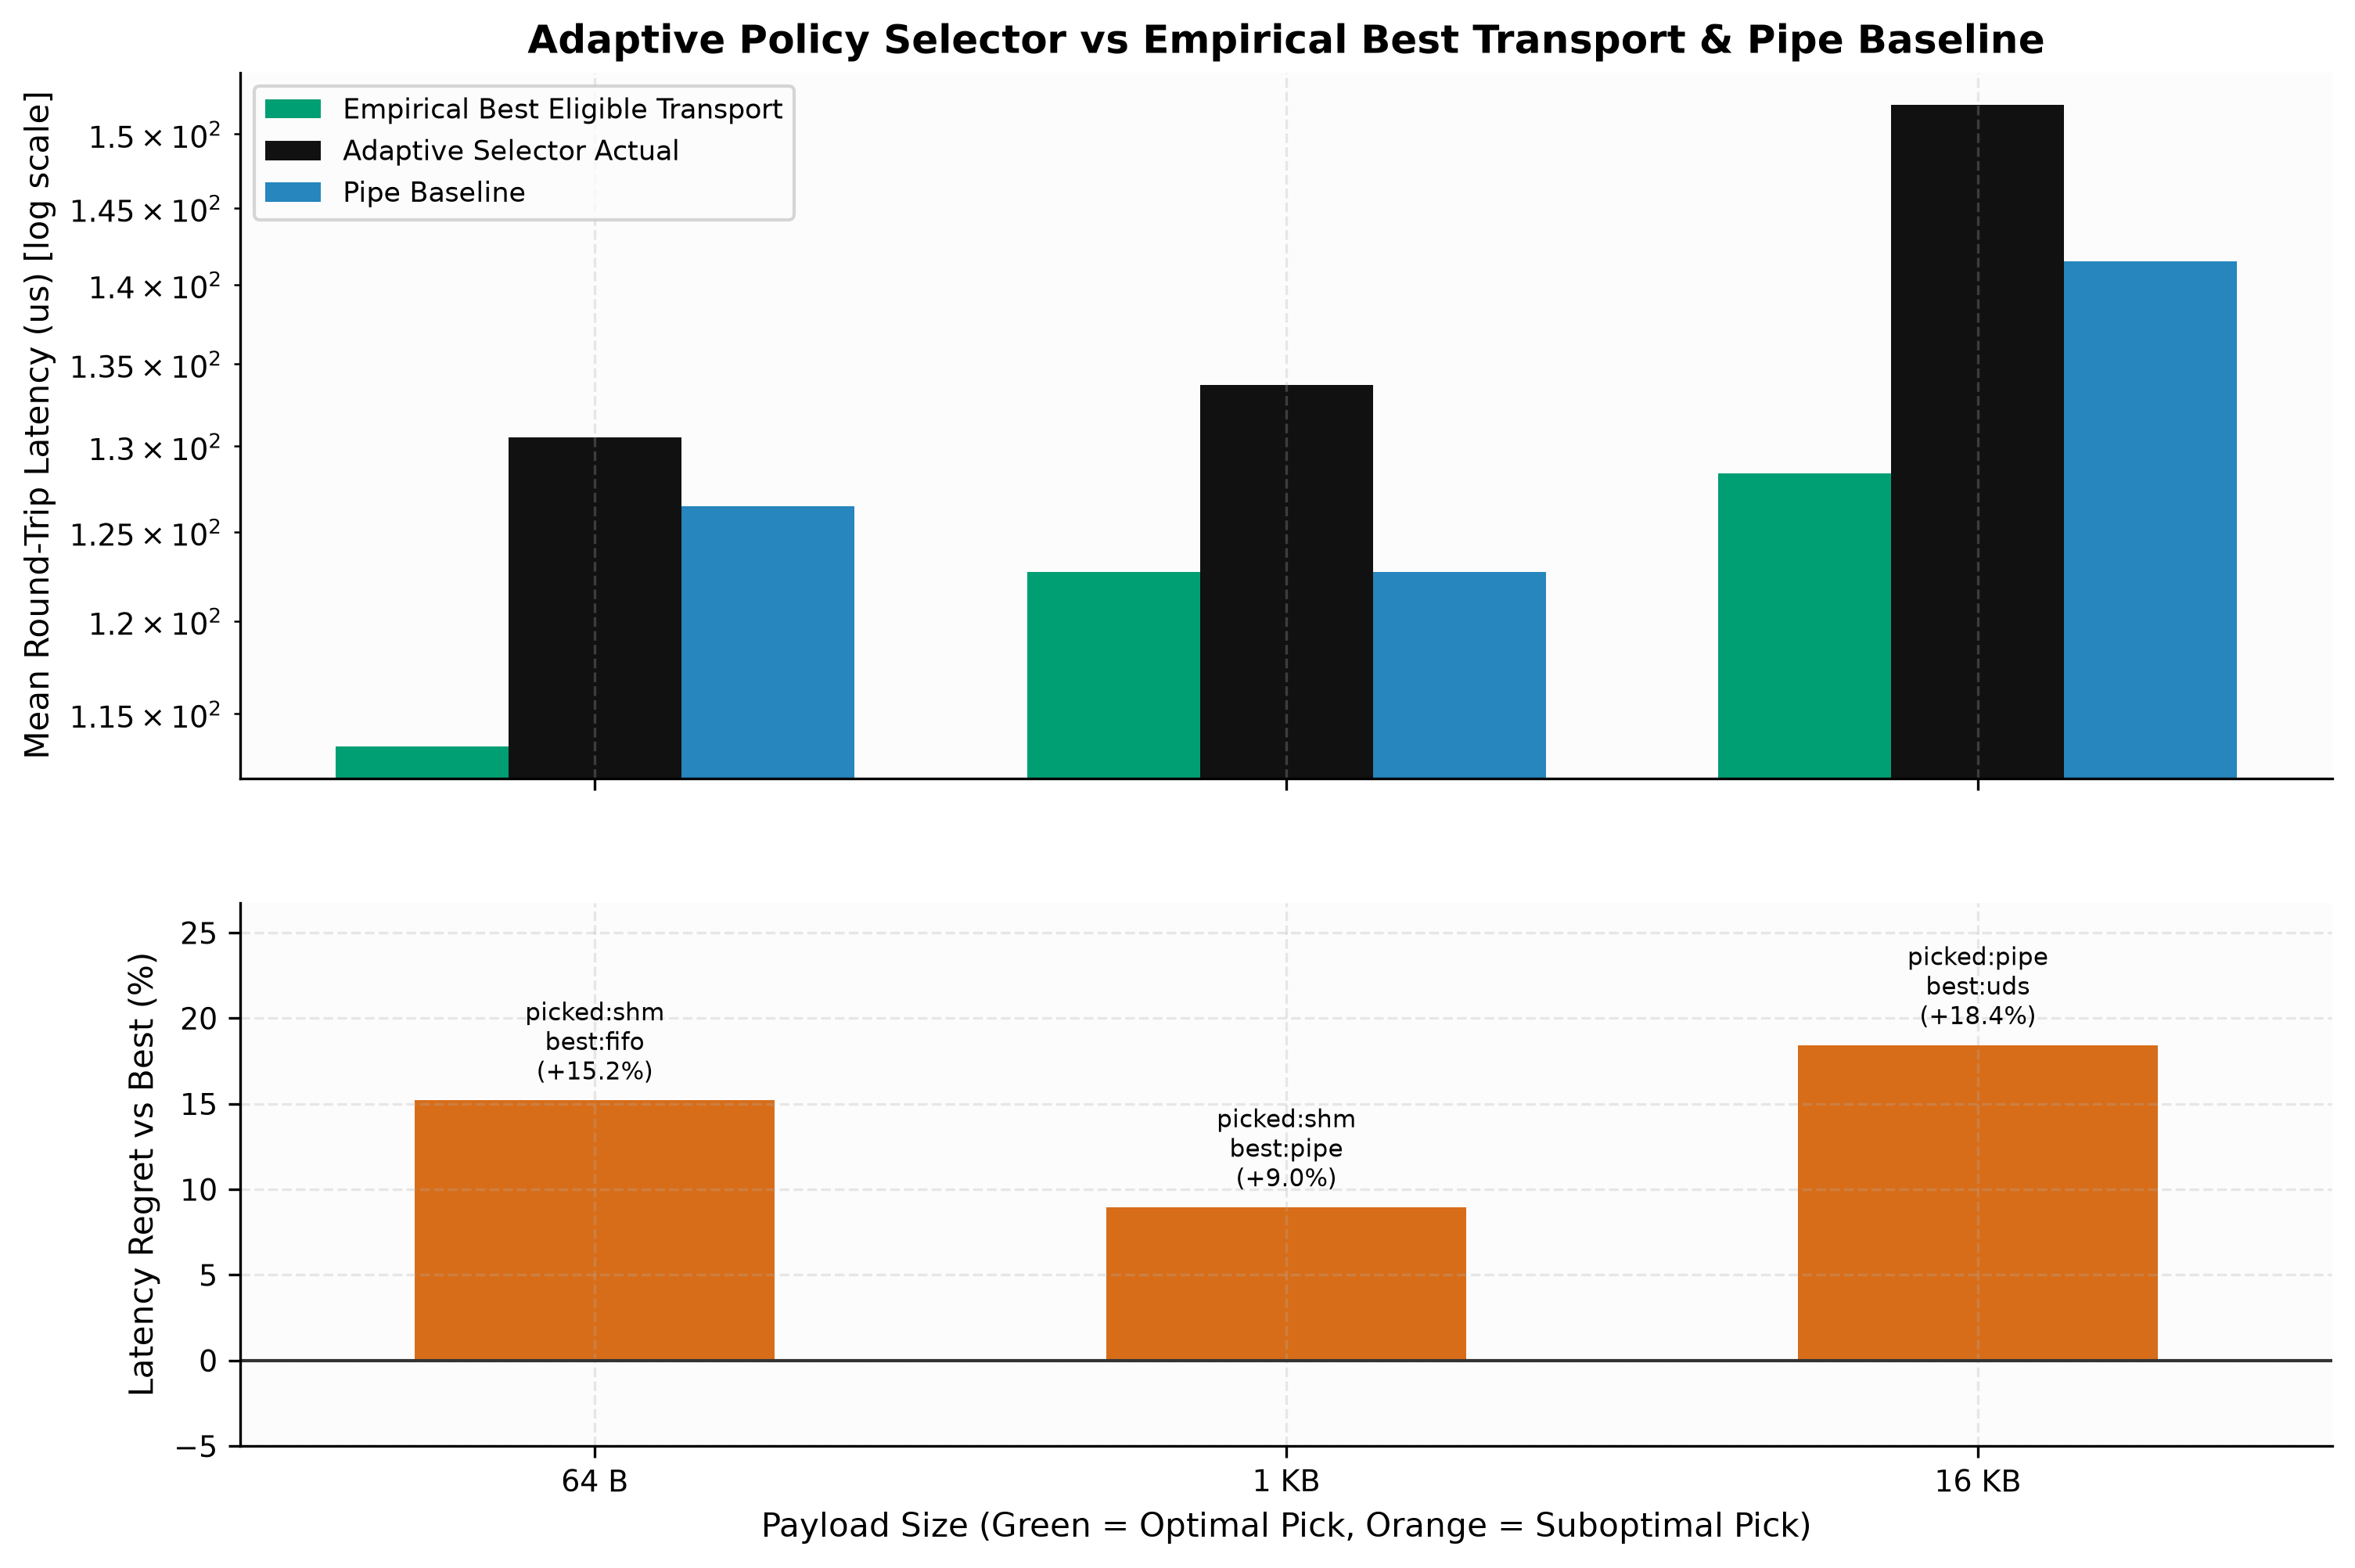 Adaptive Policy Selector vs Empirical Best Transport & Pipe Baseline
Mean Round-Trip Latency (us) [log scale]
1.5 × 10²
1.45 × 10²
1.4 × 10²
1.35 × 10²
1.3 × 10²
1.25 × 10²
1.2 × 10²
1.15 × 10²
Empirical Best Eligible Transport
Adaptive Selector Actual
Pipe Baseline
Latency Regret vs Best (%)
25
20
15
10
5
0
−5
picked:shm
best:fifo
(+15.2%)
picked:shm
best:pipe
(+9.0%)
picked:pipe
best:uds
(+18.4%)
64 B
1 KB
16 KB
Payload Size (Green = Optimal Pick, Orange = Suboptimal Pick)